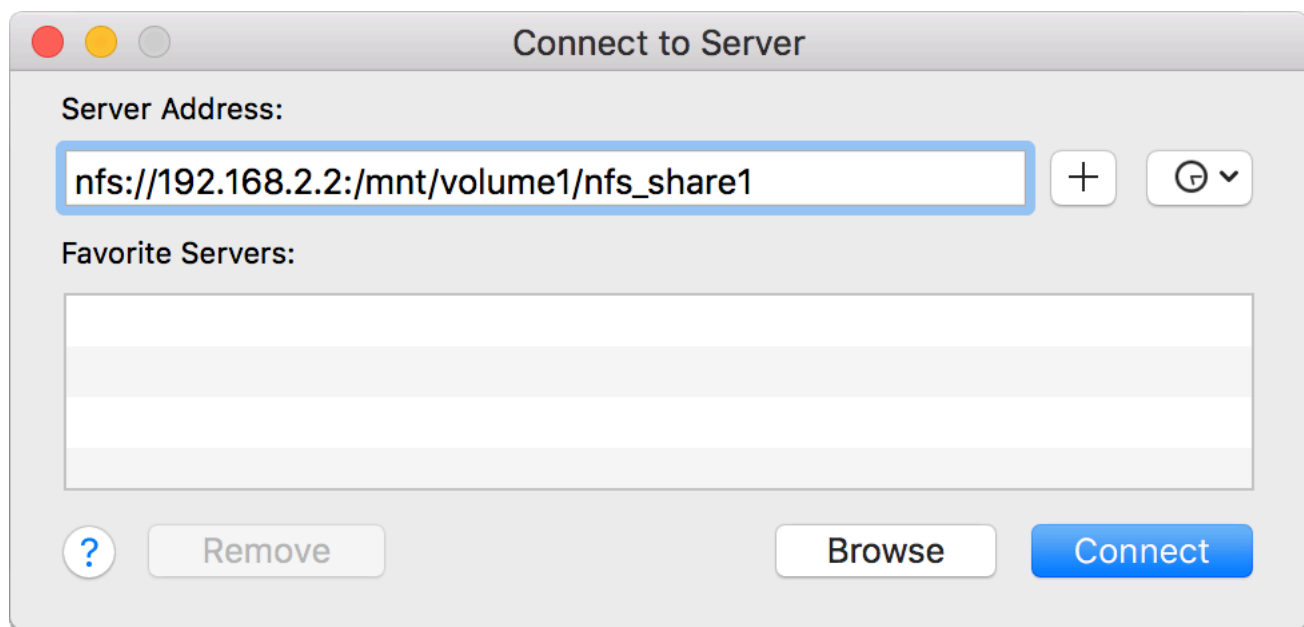 Connect to Server
Server Address:
nfs://192.168.2.2:/mnt/volume1/nfs_share1
Favorite Servers:
? Remove Browse Connect